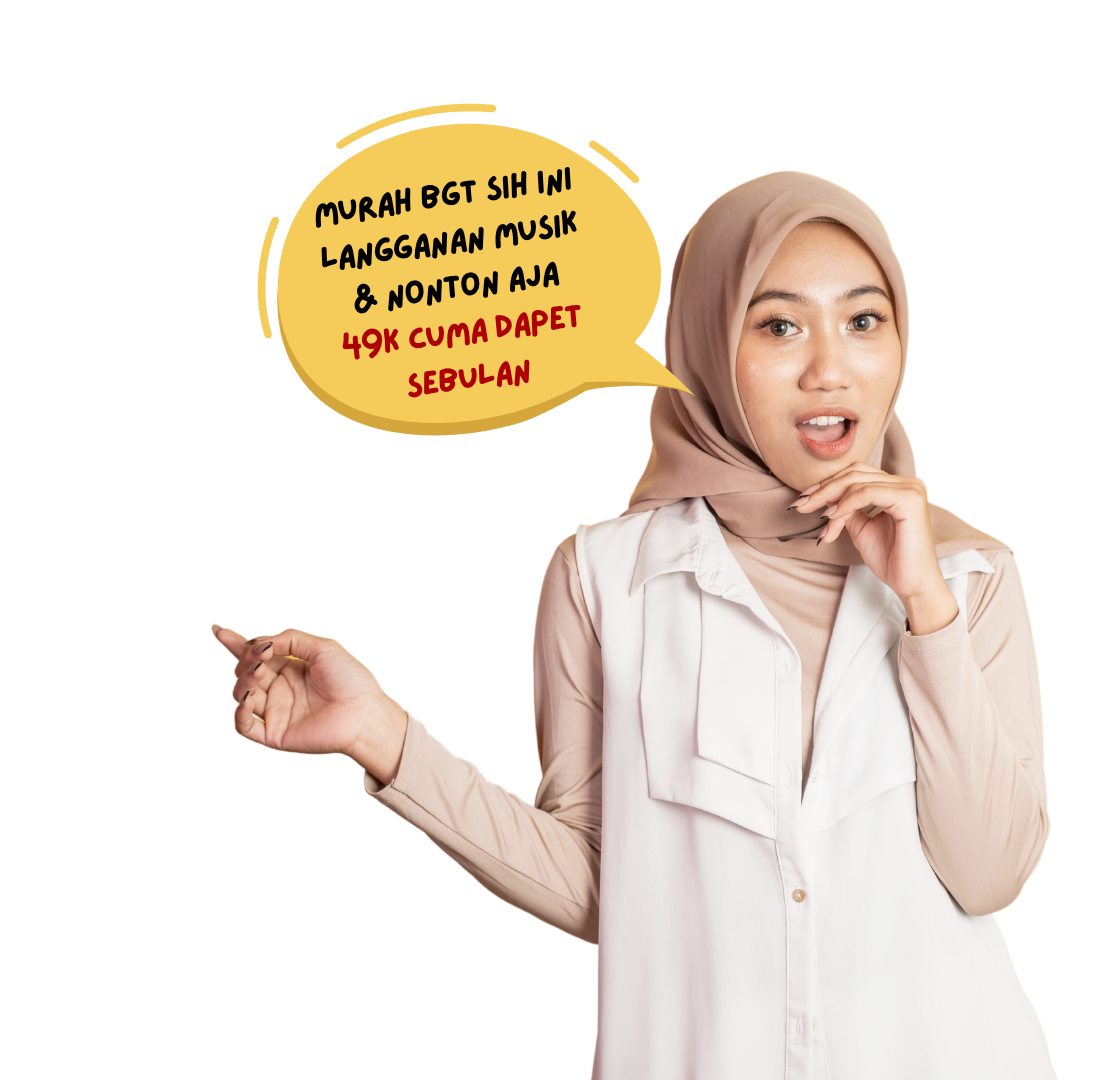 MURAH BGT SIH INI
LANGGANAN MUSIK
& NONTON AJA
49K CUMA DAPET
SEBULAN